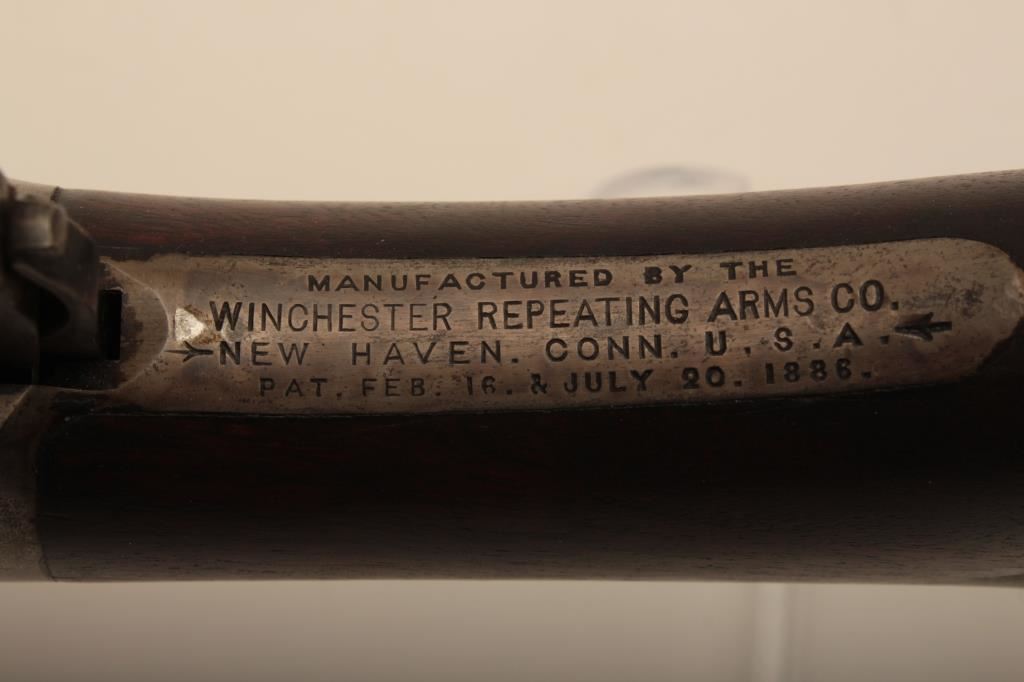 MANUFACTURED BY THE
WINCHESTER REPEATING ARMS CO.
NEW HAVEN. CONN. U.S.A.
PAT. FEB. 16. & JULY 20. 1886.